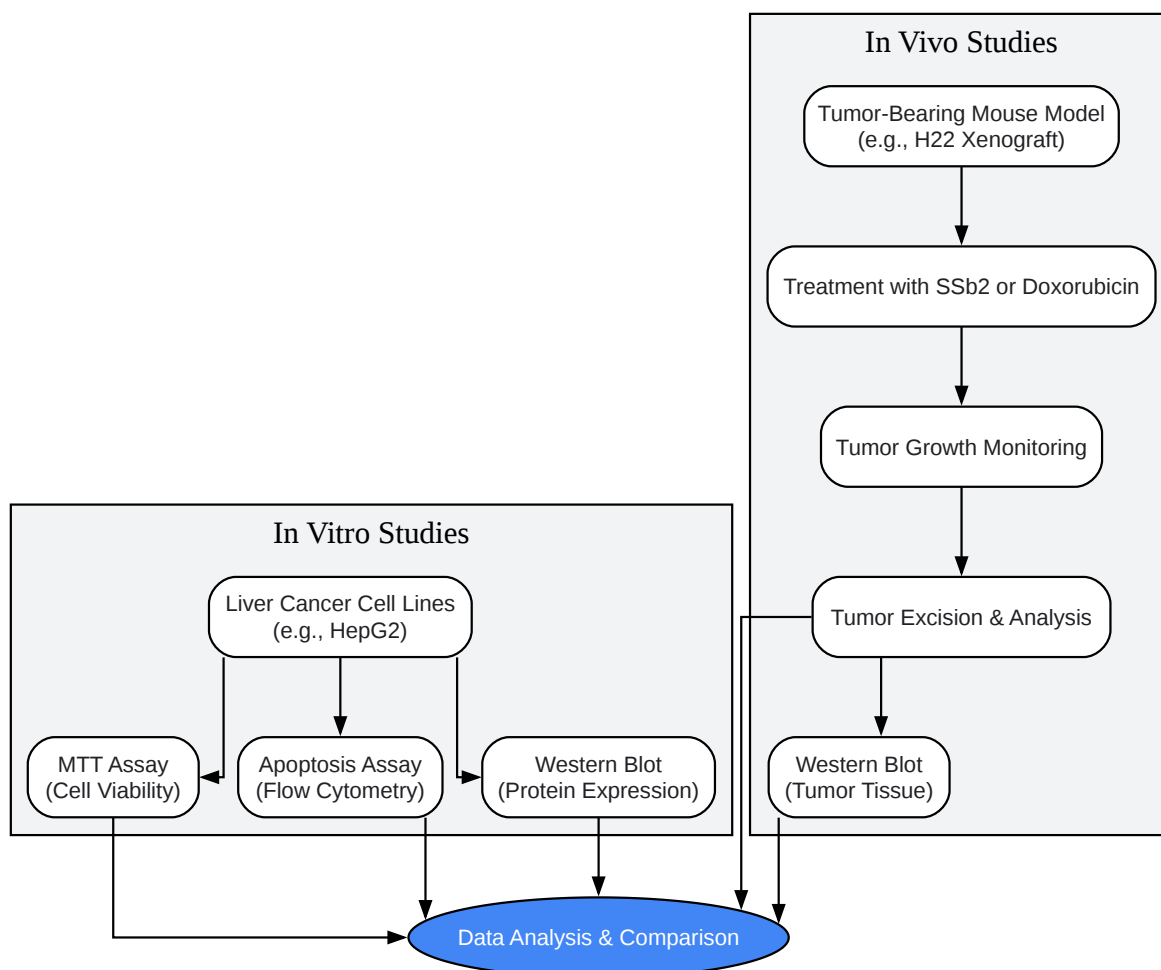 In Vivo Studies
Tumor-Bearing Mouse Model
(e.g., H22 Xenograft)
Treatment with SSb2 or Doxorubicin
Tumor Growth Monitoring
Tumor Excision & Analysis
Western Blot
(Tumor Tissue)
In Vitro Studies
Liver Cancer Cell Lines
(e.g., HepG2)
MTT Assay
(Cell Viability)
Apoptosis Assay
(Flow Cytometry)
Western Blot
(Protein Expression)
Data Analysis & Comparison